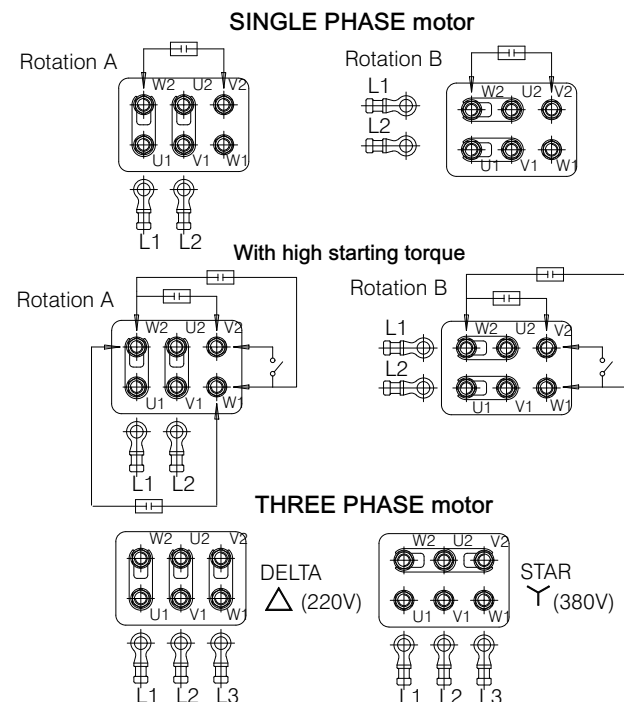 SINGLE PHASE motor
Rotation A
W2 U2 V2
U1 V1 W1
L1 L2
Rotation B
L1
L2
W2 U2 V2
U1 V1 W1
With high starting torque
Rotation A
W2 U2 V2
U1 V1 W1
L1 L2
Rotation B
L1
L2
W2 U2 V2
U1 V1 W1
THREE PHASE motor
W2 U2 V2
U1 V1 W1
DELTA
(220V)
L1 L2 L3
W2 U2 V2
U1 V1 W1
STAR
(380V)
L1 L2 L3